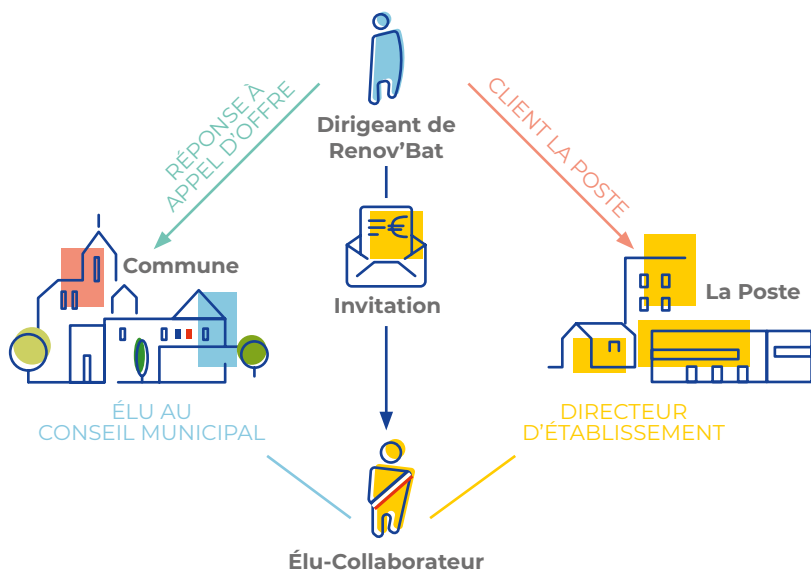 Dirigeant de
Renov'Bat
RÉPONSE À
APPEL D'OFFRE
CLIENT LA POSTE
Commune
Invitation
La Poste
ÉLU AU
CONSEIL MUNICIPAL
DIRECTEUR
D'ÉTABLISSEMENT
Élu-Collaborateur